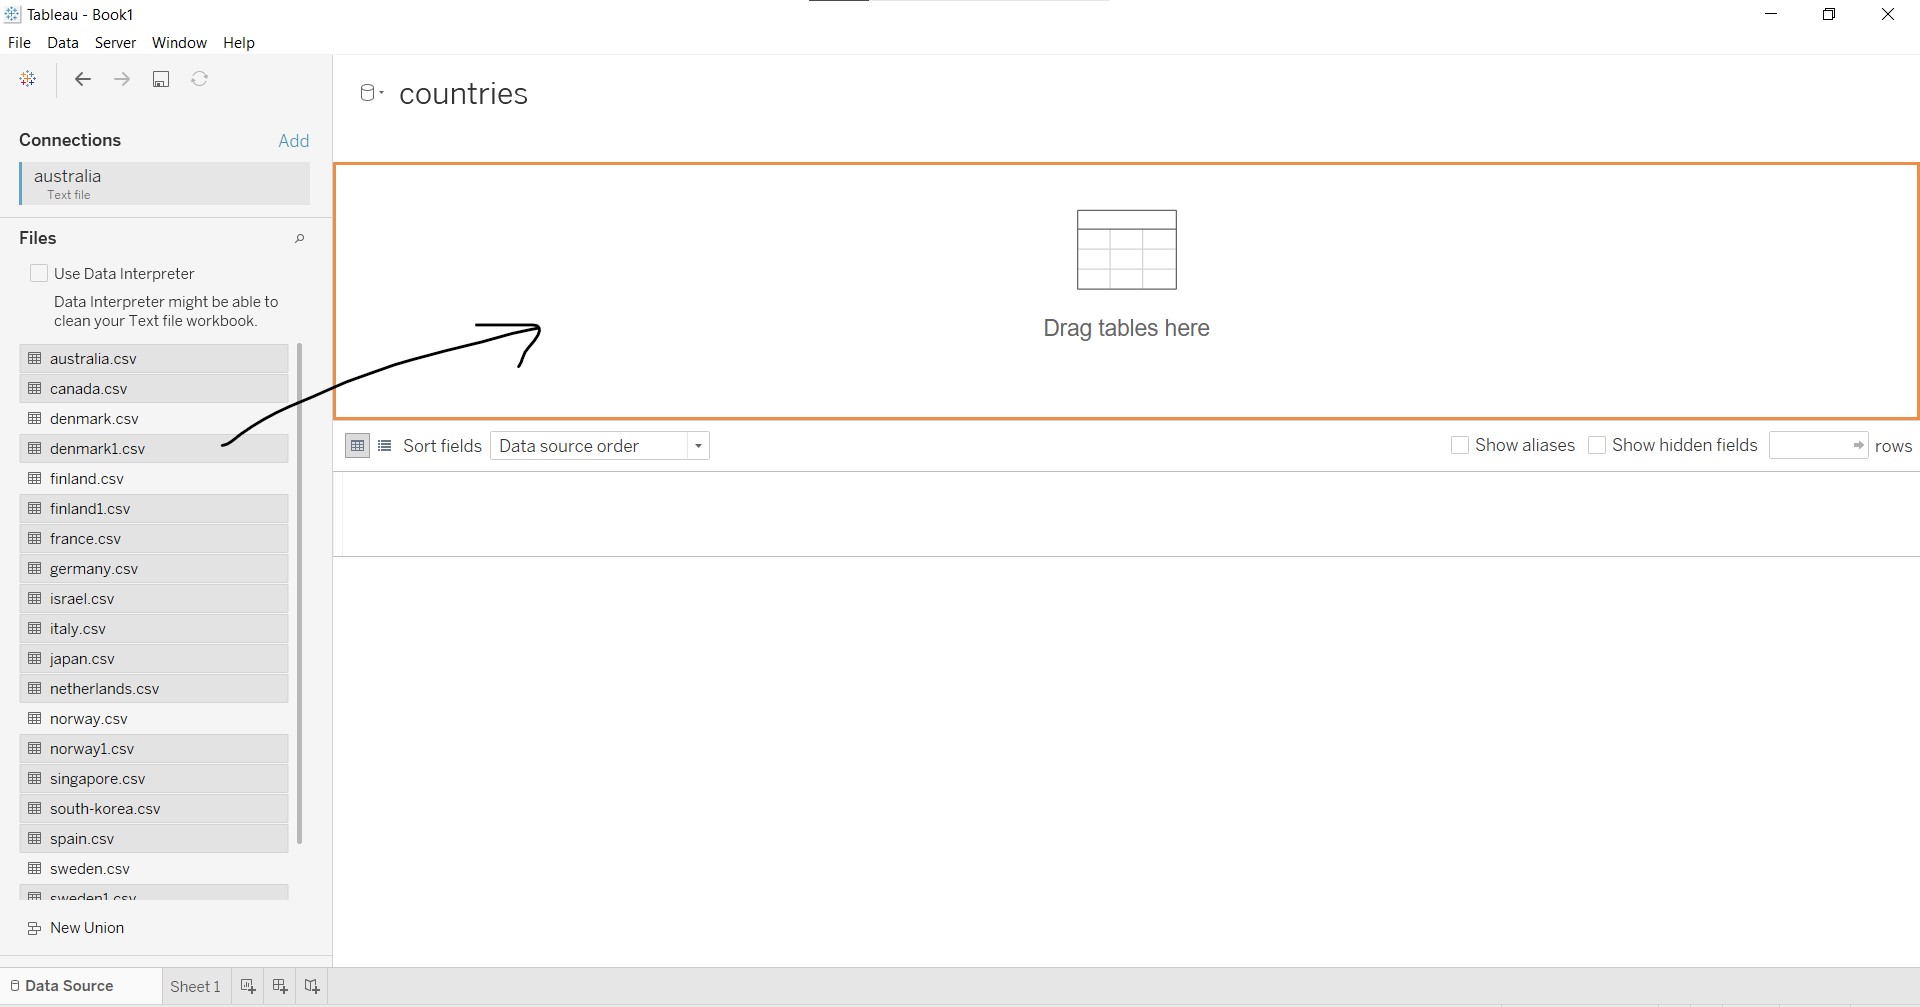 Tableau - Book1
File Data Server Window Help
countries
Connections Add
australia
Text file
Files
Use Data Interpreter
Data Interpreter might be able to
clean your Text file workbook.
Drag tables here
australia.csv
canada.csv
denmark.csv
denmark1.csv
finland.csv
finland1.csv
france.csv
germany.csv
israel.csv
italy.csv
japan.csv
netherlands.csv
norway.csv
norway1.csv
singapore.csv
south-korea.csv
spain.csv
sweden.csv
sweden1.csv
New Union
Sort fields Data source order Show aliases Show hidden fields rows
Data Source Sheet 1